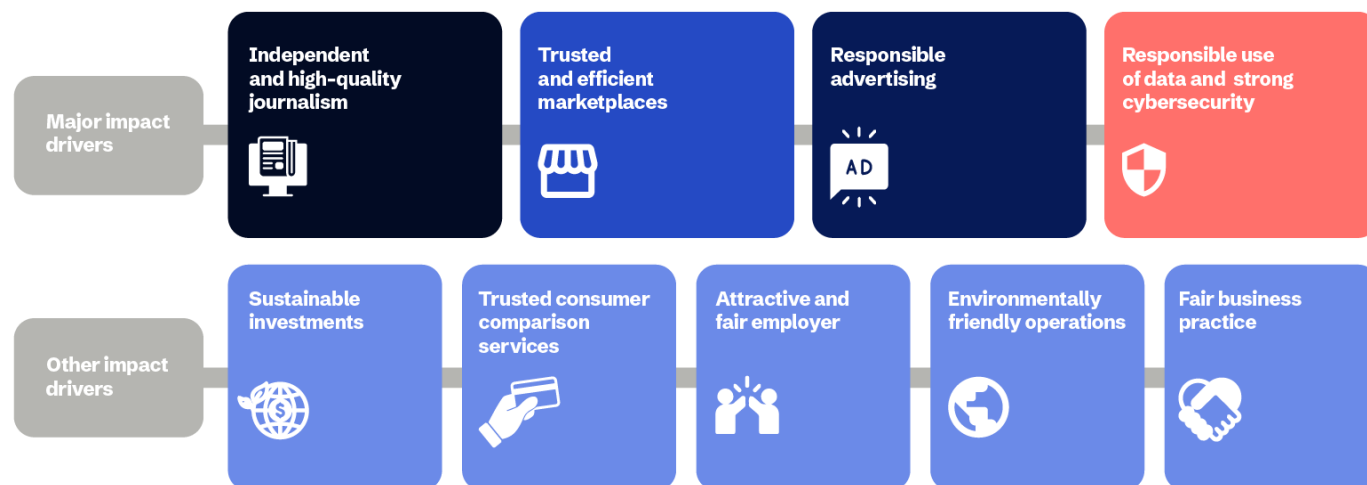 Major impact
drivers
Independent
and high-quality
journalism
Trusted
and efficient
marketplaces
Responsible
advertising
AD
Responsible use
of data and strong
cybersecurity
Other impact
drivers
Sustainable
investments
$
Trusted consumer
comparison
services
Attractive and
fair employer
Environmentally
friendly operations
Fair business
practice